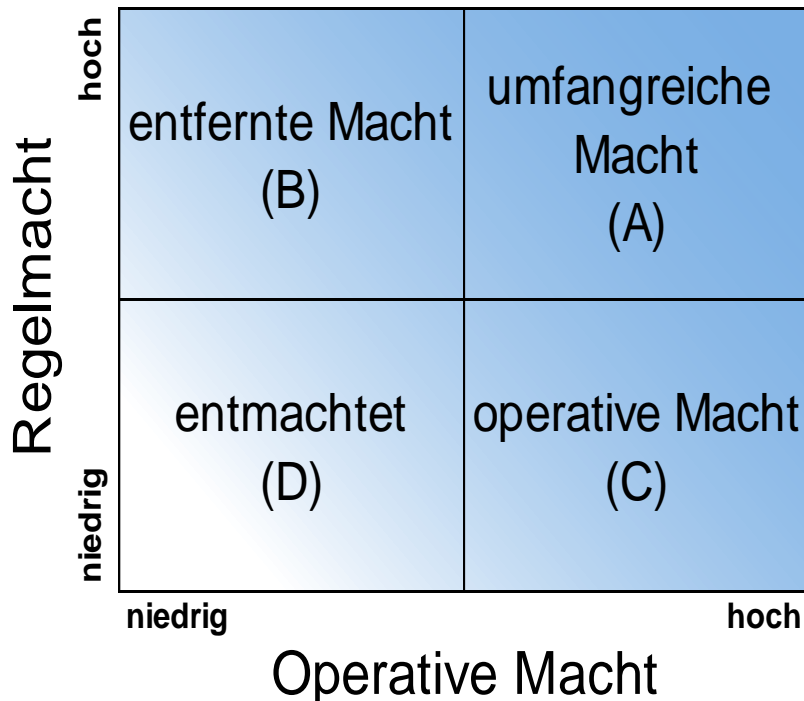 Regelmacht
hoch
niedrig
entfernte Macht
(B)
umfangreiche
Macht
(A)
entmachtet
(D)
operative Macht
(C)
niedrig
hoch
Operative Macht